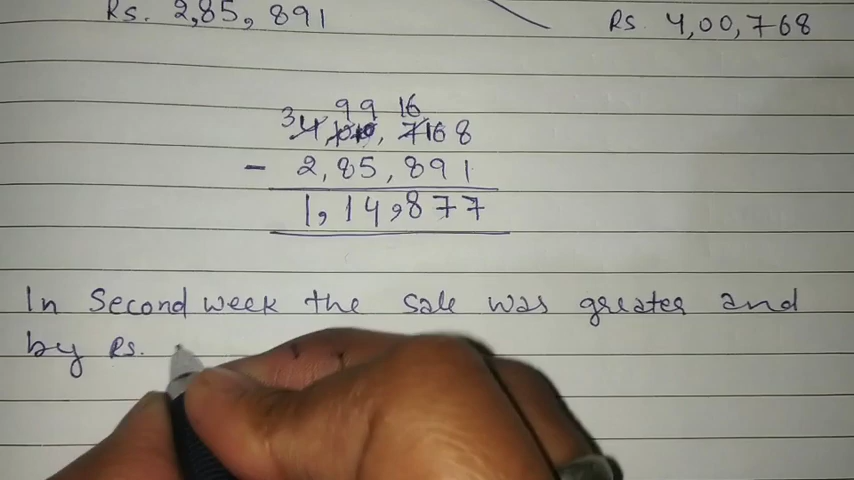 Rs. 2,85,891 Rs 4,00,768
3 9 9 16
4,00,768
- 2,85,891
1,14,877
In Second week the sale was greater and
by Rs.